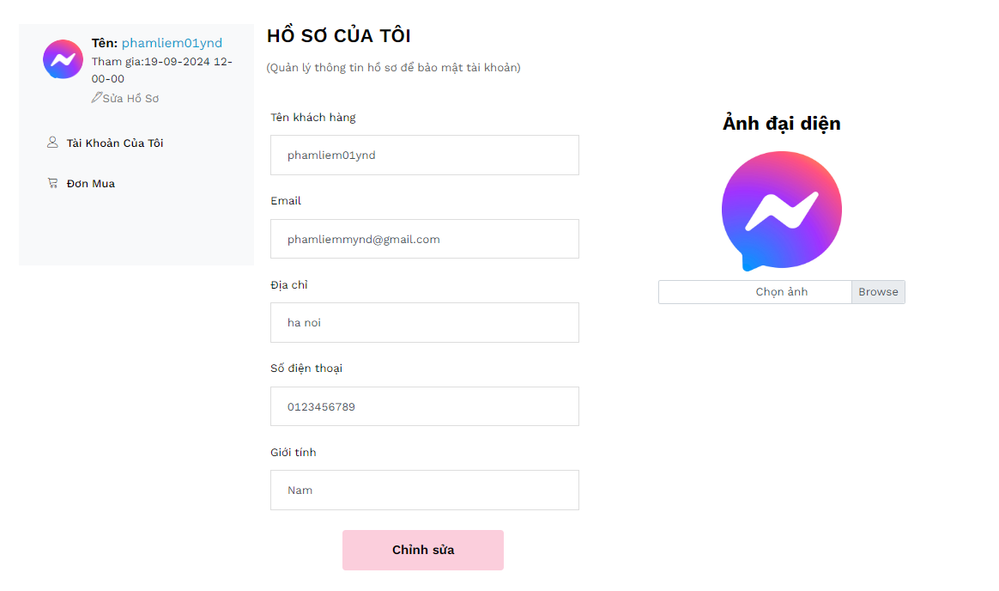 Tên: phamliem01ynd
Tham gia:19-09-2024 12-
00-00
Sửa Hồ Sơ
Tài Khoản Của Tôi
Đơn Mua
HỒ SƠ CỦA TÔI
(Quản lý thông tin hồ sơ để bảo mật tài khoản)
Tên khách hàng
phamliem01ynd
Email
phamliemmynd@gmail.com
Địa chỉ
ha noi
Số điện thoại
0123456789
Giới tính
Nam
Chỉnh sửa
Ảnh đại diện
Chọn ảnh Browse